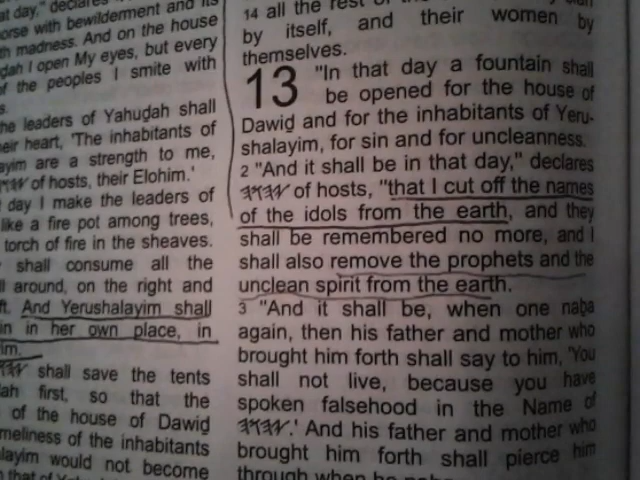 at day," declares
orse with bewilderment and its
th madness. And on the house
dah I open My eyes, but every
of the peoples I smite with
s.
he leaders of Yahuḏah shall
eir heart, 'The inhabitants of
ayim are a strength to me,
𐤉𐤄𐤅𐤄 of hosts, their Elohim.'
day I make the leaders of
like a fire pot among trees,
torch of fire in the sheaves.
shall consume all the
ll around, on the right and
ft. And Yerushalayim shall
in in her own place, in
im.
𐤉𐤄𐤅𐤄 shall save the tents
ah first, so that the
of the house of Dawiḏ
meliness of the inhabitants
layim would not become
14 all the rest of the
by itself, and their women by
themselves.
13 "In that day a fountain shall
be opened for the house of
Dawiḏ and for the inhabitants of Yeru-
shalayim, for sin and for uncleanness.
2 "And it shall be in that day," declares
𐤉𐤄𐤅𐤄 of hosts, "that I cut off the names
of the idols from the earth, and they
shall be remembered no more, and I
shall also remove the prophets and the
unclean spirit from the earth.
3 "And it shall be, when one naḇa
again, then his father and mother who
brought him forth shall say to him, 'You
shall not live, because you have
spoken falsehood in the Name of
𐤉𐤄𐤅𐤄.' And his father and mother who
brought him forth shall pierce him
through when he